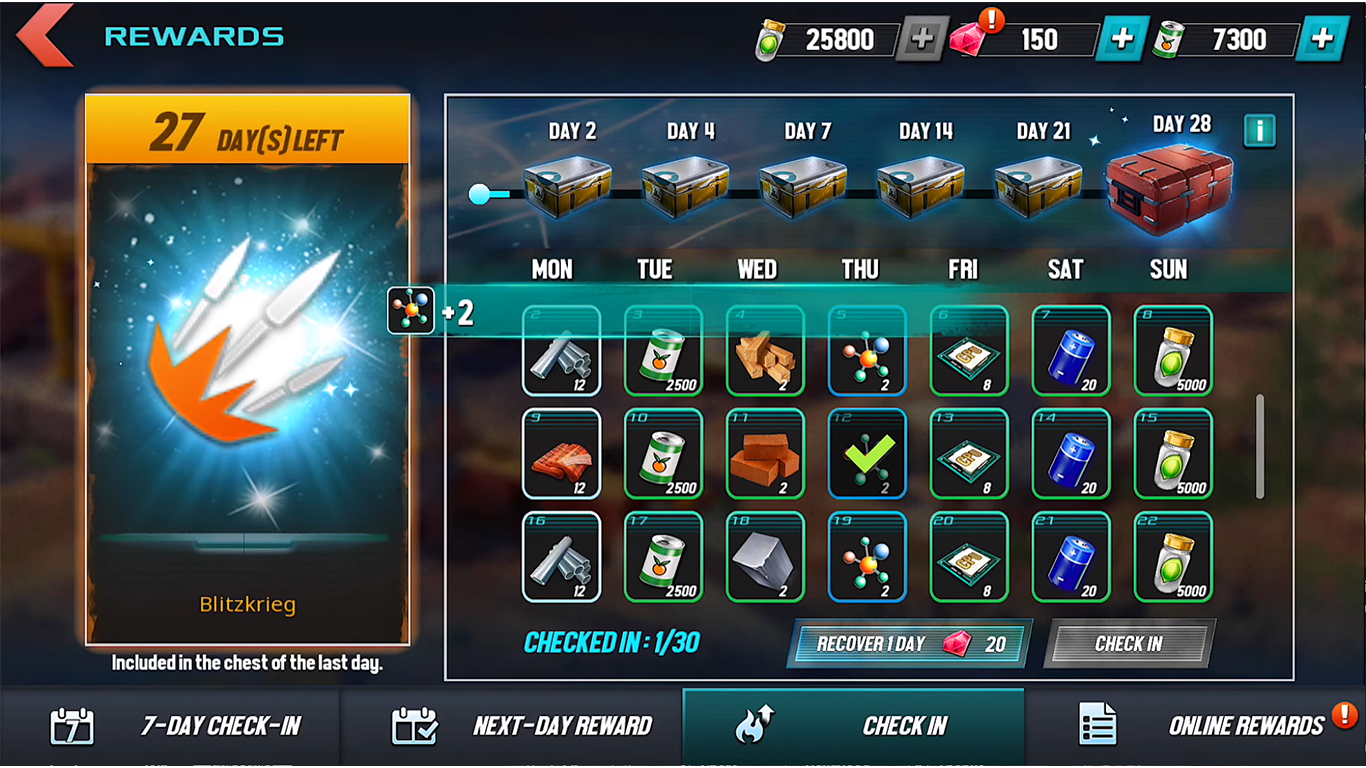 REWARDS
25800
150
7300
27 DAY(S) LEFT
DAY 2
DAY 4
DAY 7
DAY 14
DAY 21
DAY 28
i
MON TUE WED THU FRI SAT SUN
+2
2 3 4 5 6 7 8
12 2500 2 2 8 20 5000
9 10 11 12 13 14 15
12 2500 2 2 8 20 5000
16 17 18 19 20 21 22
12 2500 2 2 8 20 5000
Blitzkrieg
Included in the chest of the last day.
CHECKED IN : 1/30
RECOVER 1 DAY 20
CHECK IN
7
7-DAY CHECK-IN
NEXT-DAY REWARD
CHECK IN
ONLINE REWARDS